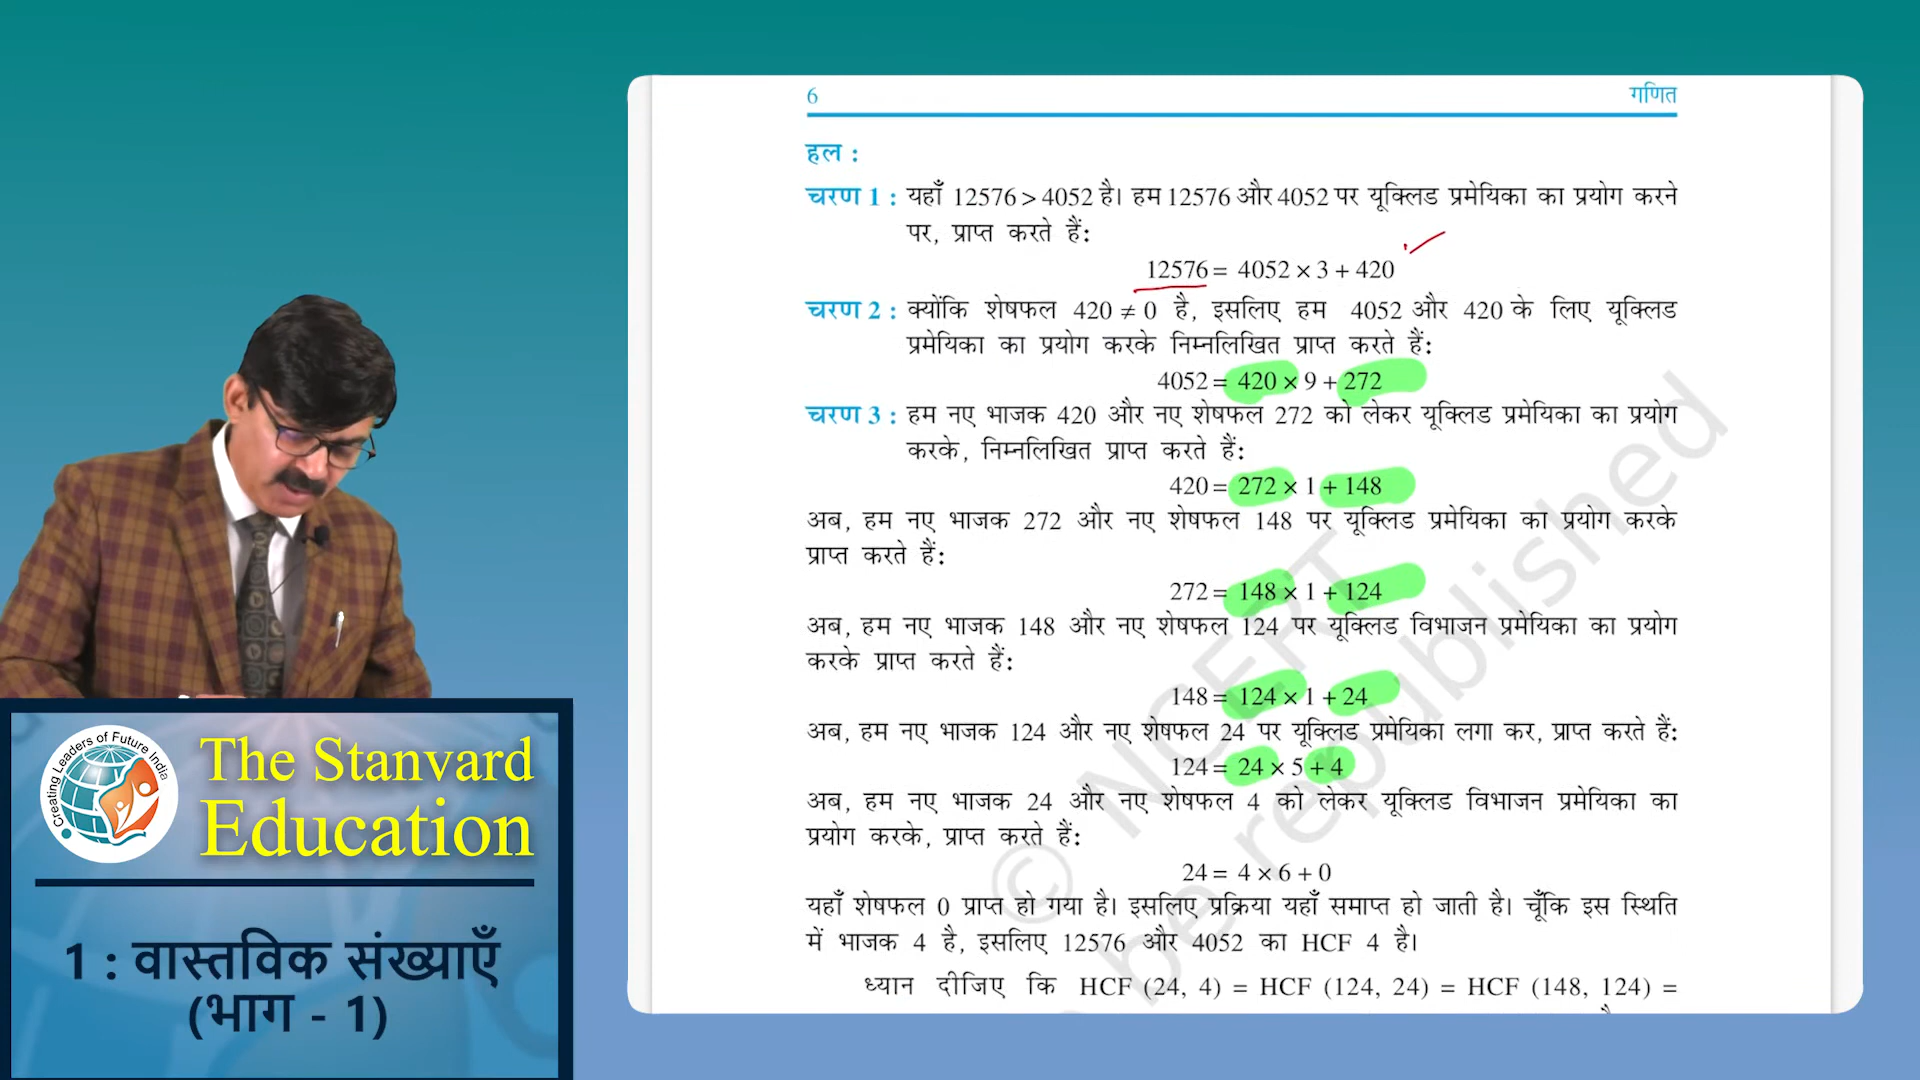 6 गणित
हल :
चरण 1 : यहाँ 12576 > 4052 है। हम 12576 और 4052 पर यूक्लिड प्रमेयिका का प्रयोग करने
पर, प्राप्त करते हैं:
12576 = 4052 × 3 + 420
चरण 2 : क्योंकि शेषफल 420 ≠ 0 है, इसलिए हम 4052 और 420 के लिए यूक्लिड
प्रमेयिका का प्रयोग करके निम्नलिखित प्राप्त करते हैं:
4052 = 420 × 9 + 272
चरण 3 : हम नए भाजक 420 और नए शेषफल 272 को लेकर यूक्लिड प्रमेयिका का प्रयोग
करके, निम्नलिखित प्राप्त करते हैं:
420 = 272 × 1 + 148
अब, हम नए भाजक 272 और नए शेषफल 148 पर यूक्लिड प्रमेयिका का प्रयोग करके
प्राप्त करते हैं:
272 = 148 × 1 + 124
अब, हम नए भाजक 148 और नए शेषफल 124 पर यूक्लिड विभाजन प्रमेयिका का प्रयोग
करके प्राप्त करते हैं:
148 = 124 × 1 + 24
अब, हम नए भाजक 124 और नए शेषफल 24 पर यूक्लिड प्रमेयिका लगा कर, प्राप्त करते हैं:
124 = 24 × 5 + 4
अब, हम नए भाजक 24 और नए शेषफल 4 को लेकर यूक्लिड विभाजन प्रमेयिका का
प्रयोग करके, प्राप्त करते हैं:
24 = 4 × 6 + 0
यहाँ शेषफल 0 प्राप्त हो गया है। इसलिए प्रक्रिया यहाँ समाप्त हो जाती है। चूँकि इस स्थिति
में भाजक 4 है, इसलिए 12576 और 4052 का HCF 4 है।
ध्यान दीजिए कि HCF (24, 4) = HCF (124, 24) = HCF (148, 124) =
© NCERT
be republished
Creating Leaders of Future India
The Stanvard
Education
1 : वास्तविक संख्याएँ
(भाग - 1)